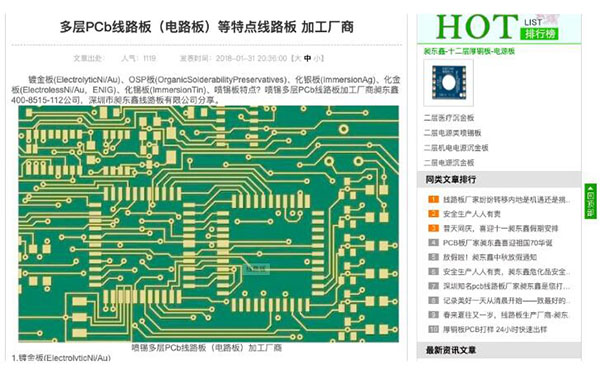 多层PCb线路板（电路板）等特点线路板 加工厂商
文章出处： 人气：1119 发表时间：2018-01-31 20:36:00【大 中 小】
镀金板(ElectrolyticNi/Au)、OSP板(OrganicSolderabilityPreservatives)、化银板(ImmersionAg)、化金
板(ElectrolessNi/Au，ENIG)、化锡板(ImmersionTin)、喷锡板特点？喷锡多层PCb线路板加工厂商昶东鑫
400-8515-112公司，深圳市昶东鑫线路板有限公司分享。
喷锡多层PCb线路板（电路板）加工厂商
1.镀金板(ElectrolyticNi/Au)
HOT LIST
排行榜
昶东鑫-十二层厚铜板-电源板
二层医疗沉金板
二层电源类喷锡板
二层机电电源沉金板
二层电源沉金板
同类文章排行
1 线路板厂家纷纷转移内地是机遇还是挑...
2 安全生产人人有责
3 普天同庆，喜迎十一昶东鑫假期安排
4 PCB板厂家昶东鑫喜迎祖国70华诞
5 放假啦！昶东鑫中秋放假通知
6 安全生产人人有责，昶东鑫危化品安全...
7 深圳知名pcb线路板厂家昶东鑫是您打...
8 记录美好一天从清晨开始——致最好的...
9 春来夏往又一岁，线路板生产厂商-昶东...
10 厚铜板PCB打样 24小时快速出样
最新资讯文章